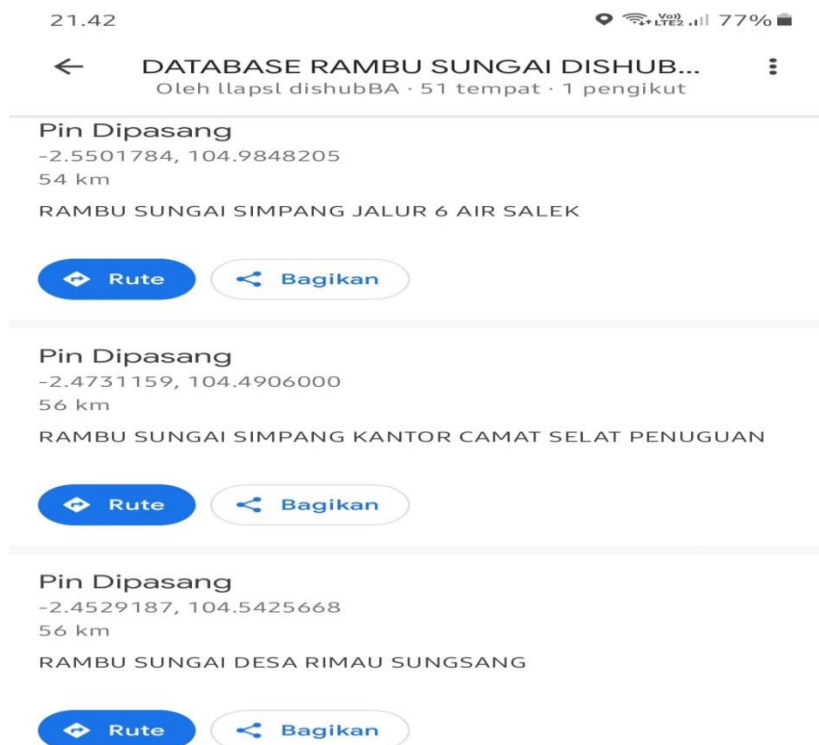 21.42
Vo)) LTE2 77%
DATABASE RAMBU SUNGAI DISHUB...
Oleh llapsl dishubBA · 51 tempat · 1 pengikut
Pin Dipasang
-2.5501784, 104.9848205
54 km
RAMBU SUNGAI SIMPANG JALUR 6 AIR SALEK
Rute Bagikan
Pin Dipasang
-2.4731159, 104.4906000
56 km
RAMBU SUNGAI SIMPANG KANTOR CAMAT SELAT PENUGUAN
Rute Bagikan
Pin Dipasang
-2.4529187, 104.5425668
56 km
RAMBU SUNGAI DESA RIMAU SUNGSANG
Rute Bagikan